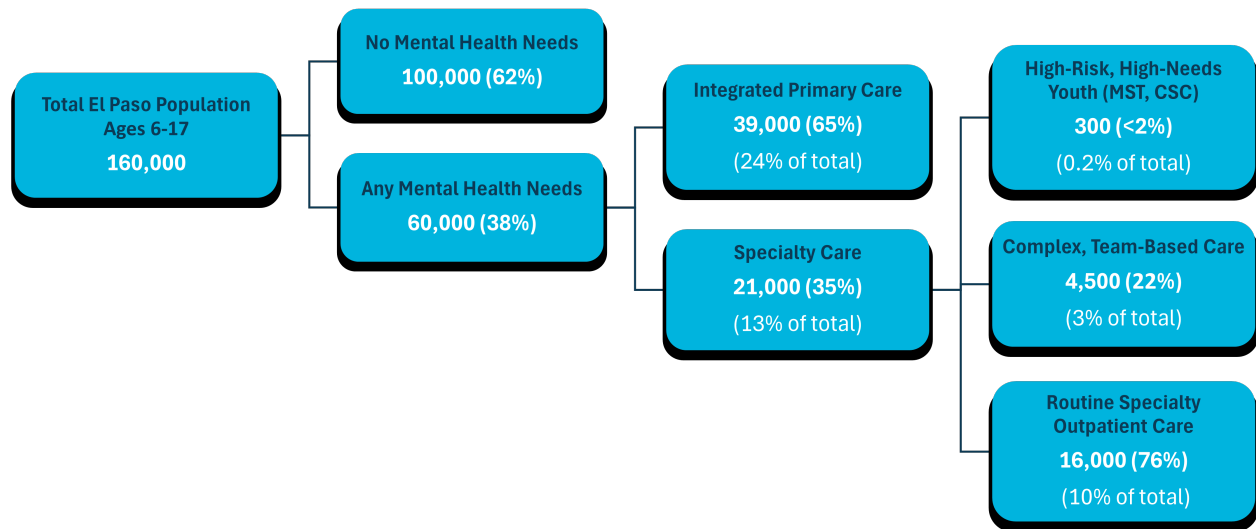 Total El Paso Population
Ages 6-17
160,000
No Mental Health Needs
100,000 (62%)
Any Mental Health Needs
60,000 (38%)
Integrated Primary Care
39,000 (65%)
(24% of total)
Specialty Care
21,000 (35%)
(13% of total)
High-Risk, High-Needs
Youth (MST, CSC)
300 (<2%)
(0.2% of total)
Complex, Team-Based Care
4,500 (22%)
(3% of total)
Routine Specialty
Outpatient Care
16,000 (76%)
(10% of total)